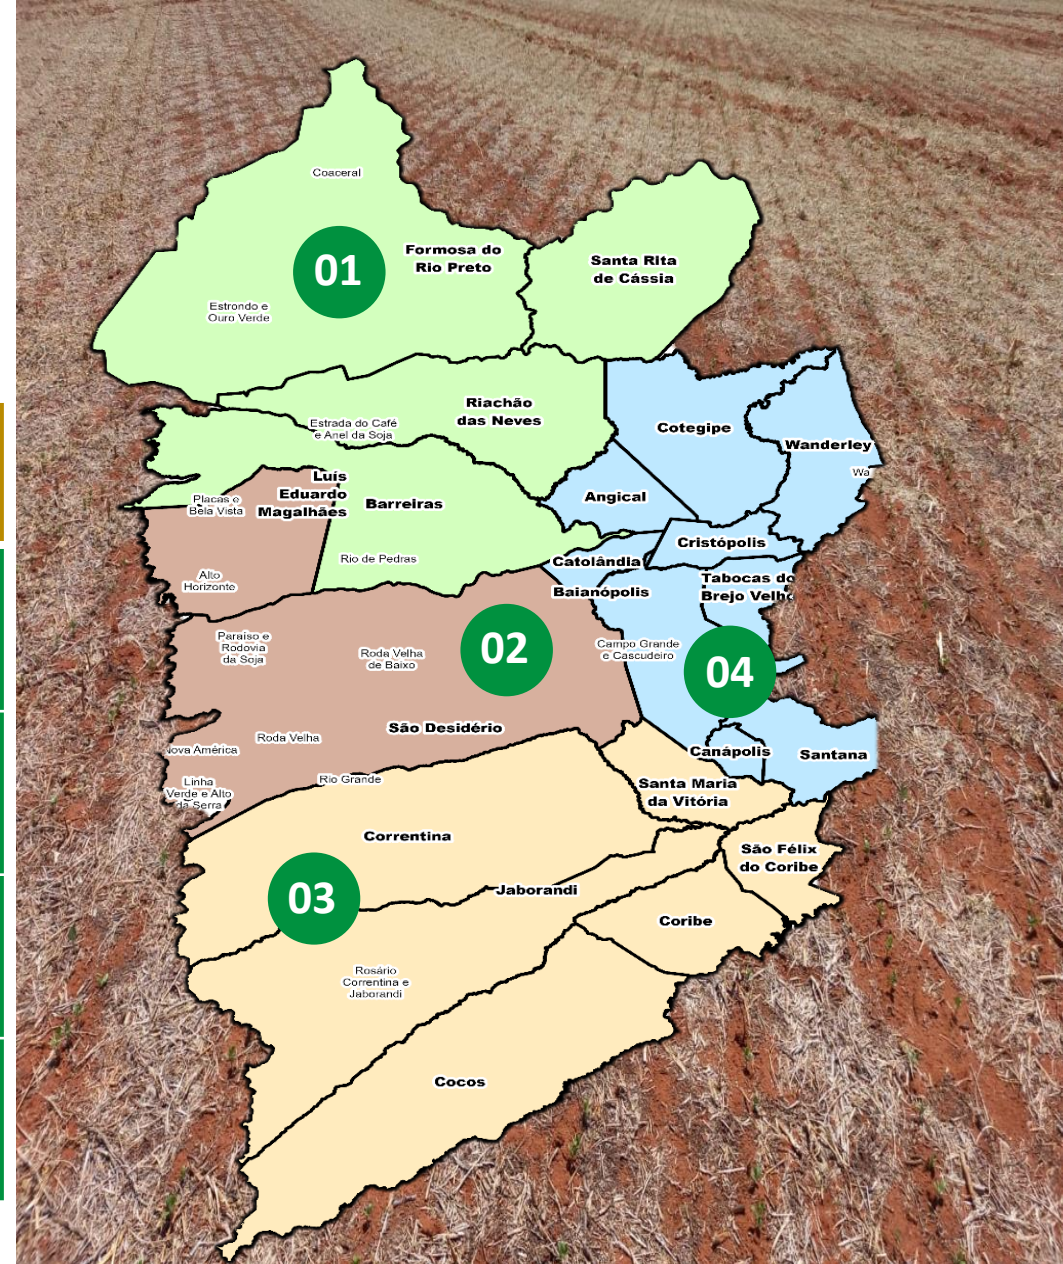 Coaceral
Formosa do
Rio Preto
01
Santa Rita
de Cássia
Estrondo e
Ouro Verde
Riachão
das Neves
Estrada do Café
e Anel da Soja
Cotegipe
Wanderley
Wa
Luís
Eduardo
Magalhães
Placas e
Bela Vista
Barreiras
Angical
Cristópolis
Rio de Pedras
Catolândia
Baianópolis
Tabocas do
Brejo Velho
Alto
Horizonte
Paraíso e
Rodovia
da Soja
Roda Velha
de Baixo
02
Campo Grande
e Cascudeiro
04
São Desidério
Roda Velha
Nova América
Canápolis
Santana
Rio Grande
Linha
Verde e Alto
da Serra
Santa Maria
da Vitória
Correntina
São Félix
do Coribe
03
Jaborandi
Coribe
Rosário
Correntina e
Jaborandi
Cocos